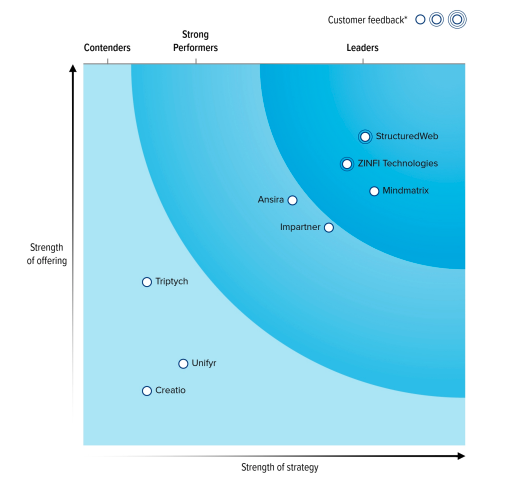 Customer feedback*
Contenders
Strong
Performers
Leaders
StructuredWeb
ZINFI Technologies
Mindmatrix
Ansira
Impartner
Strength
of offering
Triptych
Unifyr
Creatio
Strength of strategy